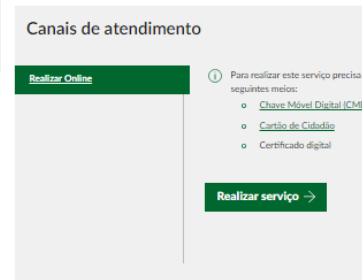 Canais de atendimento
Realizar Online
Para realizar este serviço precisa
seguintes meios:
Chave Móvel Digital (CM
Cartão de Cidadão
Certificado digital
Realizar serviço →